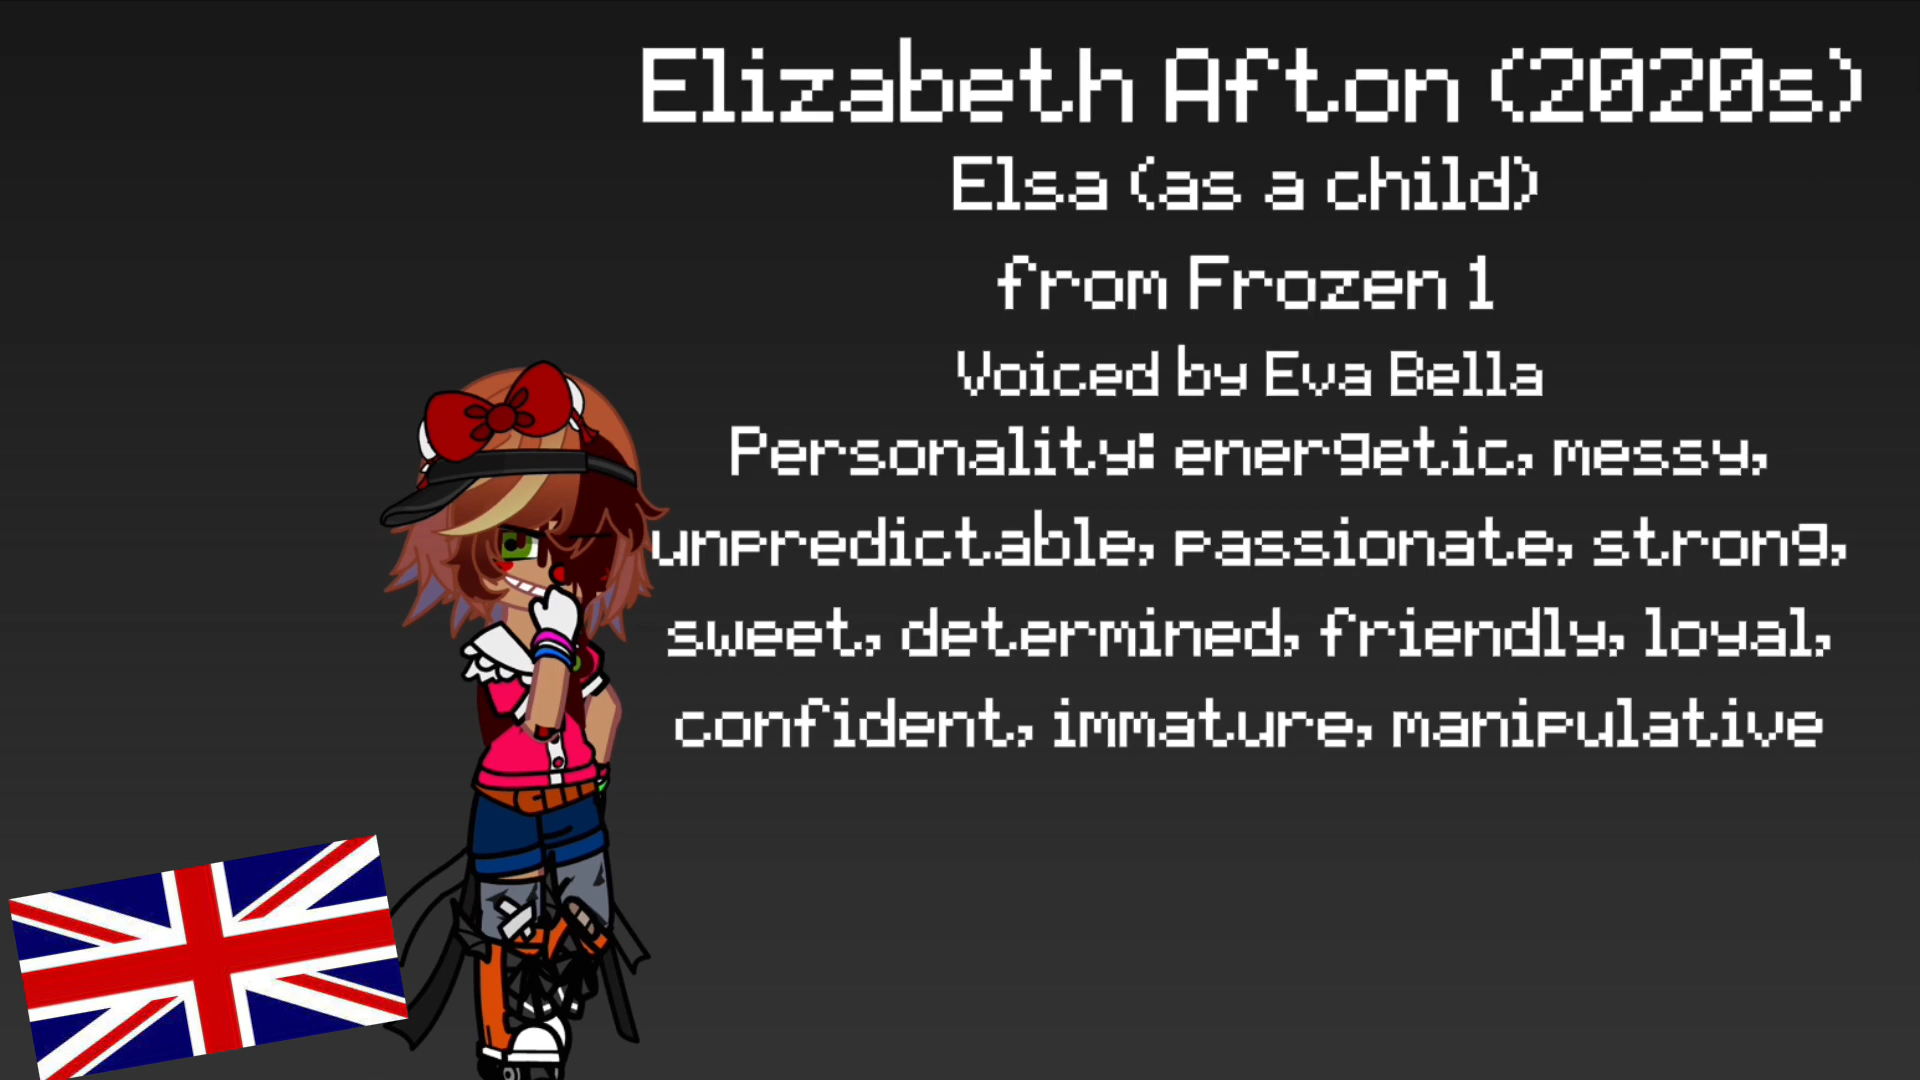 Elizabeth Afton (2020s)
Elsa (as a child)
from Frozen 1
Voiced by Eva Bella
Personality: energetic, messy,
unpredictable, passionate, strong,
sweet, determined, friendly, loyal,
confident, immature, manipulative